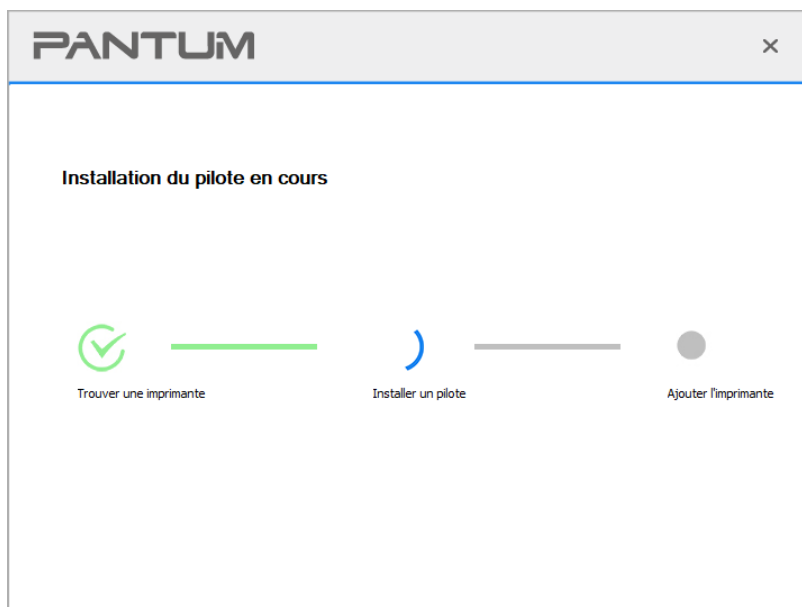 PANTUM
Installation du pilote en cours
Trouver une imprimante
Installer un pilote
Ajouter l'imprimante